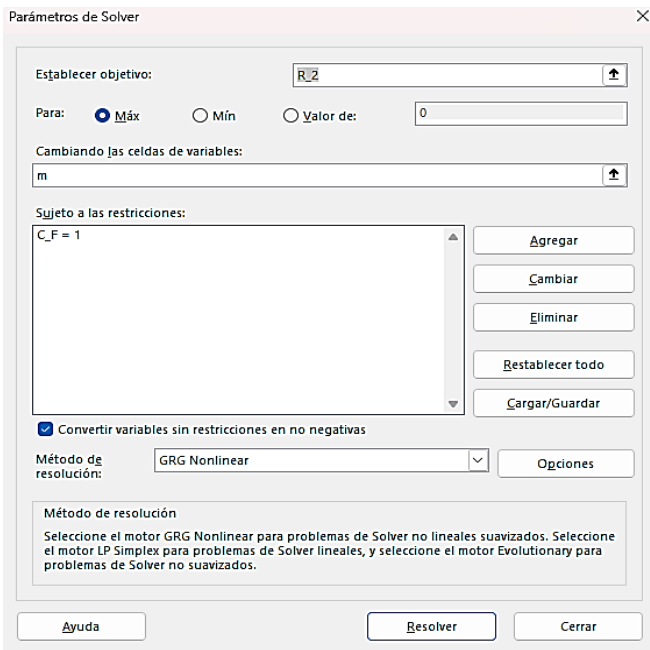 Parámetros de Solver
Establecer objetivo:
R_2
Para:
Máx
Mín
Valor de:
0
Cambiando las celdas de variables:
m
Sujeto a las restricciones:
C_F = 1
Agregar
Cambiar
Eliminar
Restablecer todo
Cargar/Guardar
Convertir variables sin restricciones en no negativas
Método de
resolución:
GRG Nonlinear
Opciones
Método de resolución
Seleccione el motor GRG Nonlinear para problemas de Solver no lineales suavizados. Seleccione
el motor LP Simplex para problemas de Solver lineales, y seleccione el motor Evolutionary para
problemas de Solver no suavizados.
Ayuda
Resolver
Cerrar